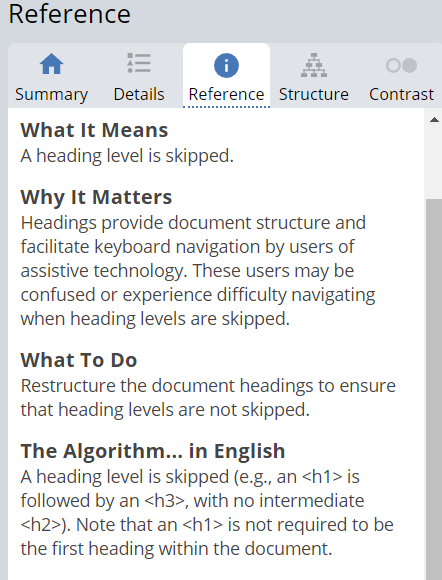 Reference
Summary Details Reference Structure Contrast
What It Means
A heading level is skipped.
Why It Matters
Headings provide document structure and
facilitate keyboard navigation by users of
assistive technology. These users may be
confused or experience difficulty navigating
when heading levels are skipped.
What To Do
Restructure the document headings to ensure
that heading levels are not skipped.
The Algorithm... in English
A heading level is skipped (e.g., an <h1> is
followed by an <h3>, with no intermediate
<h2>). Note that an <h1> is not required to be
the first heading within the document.